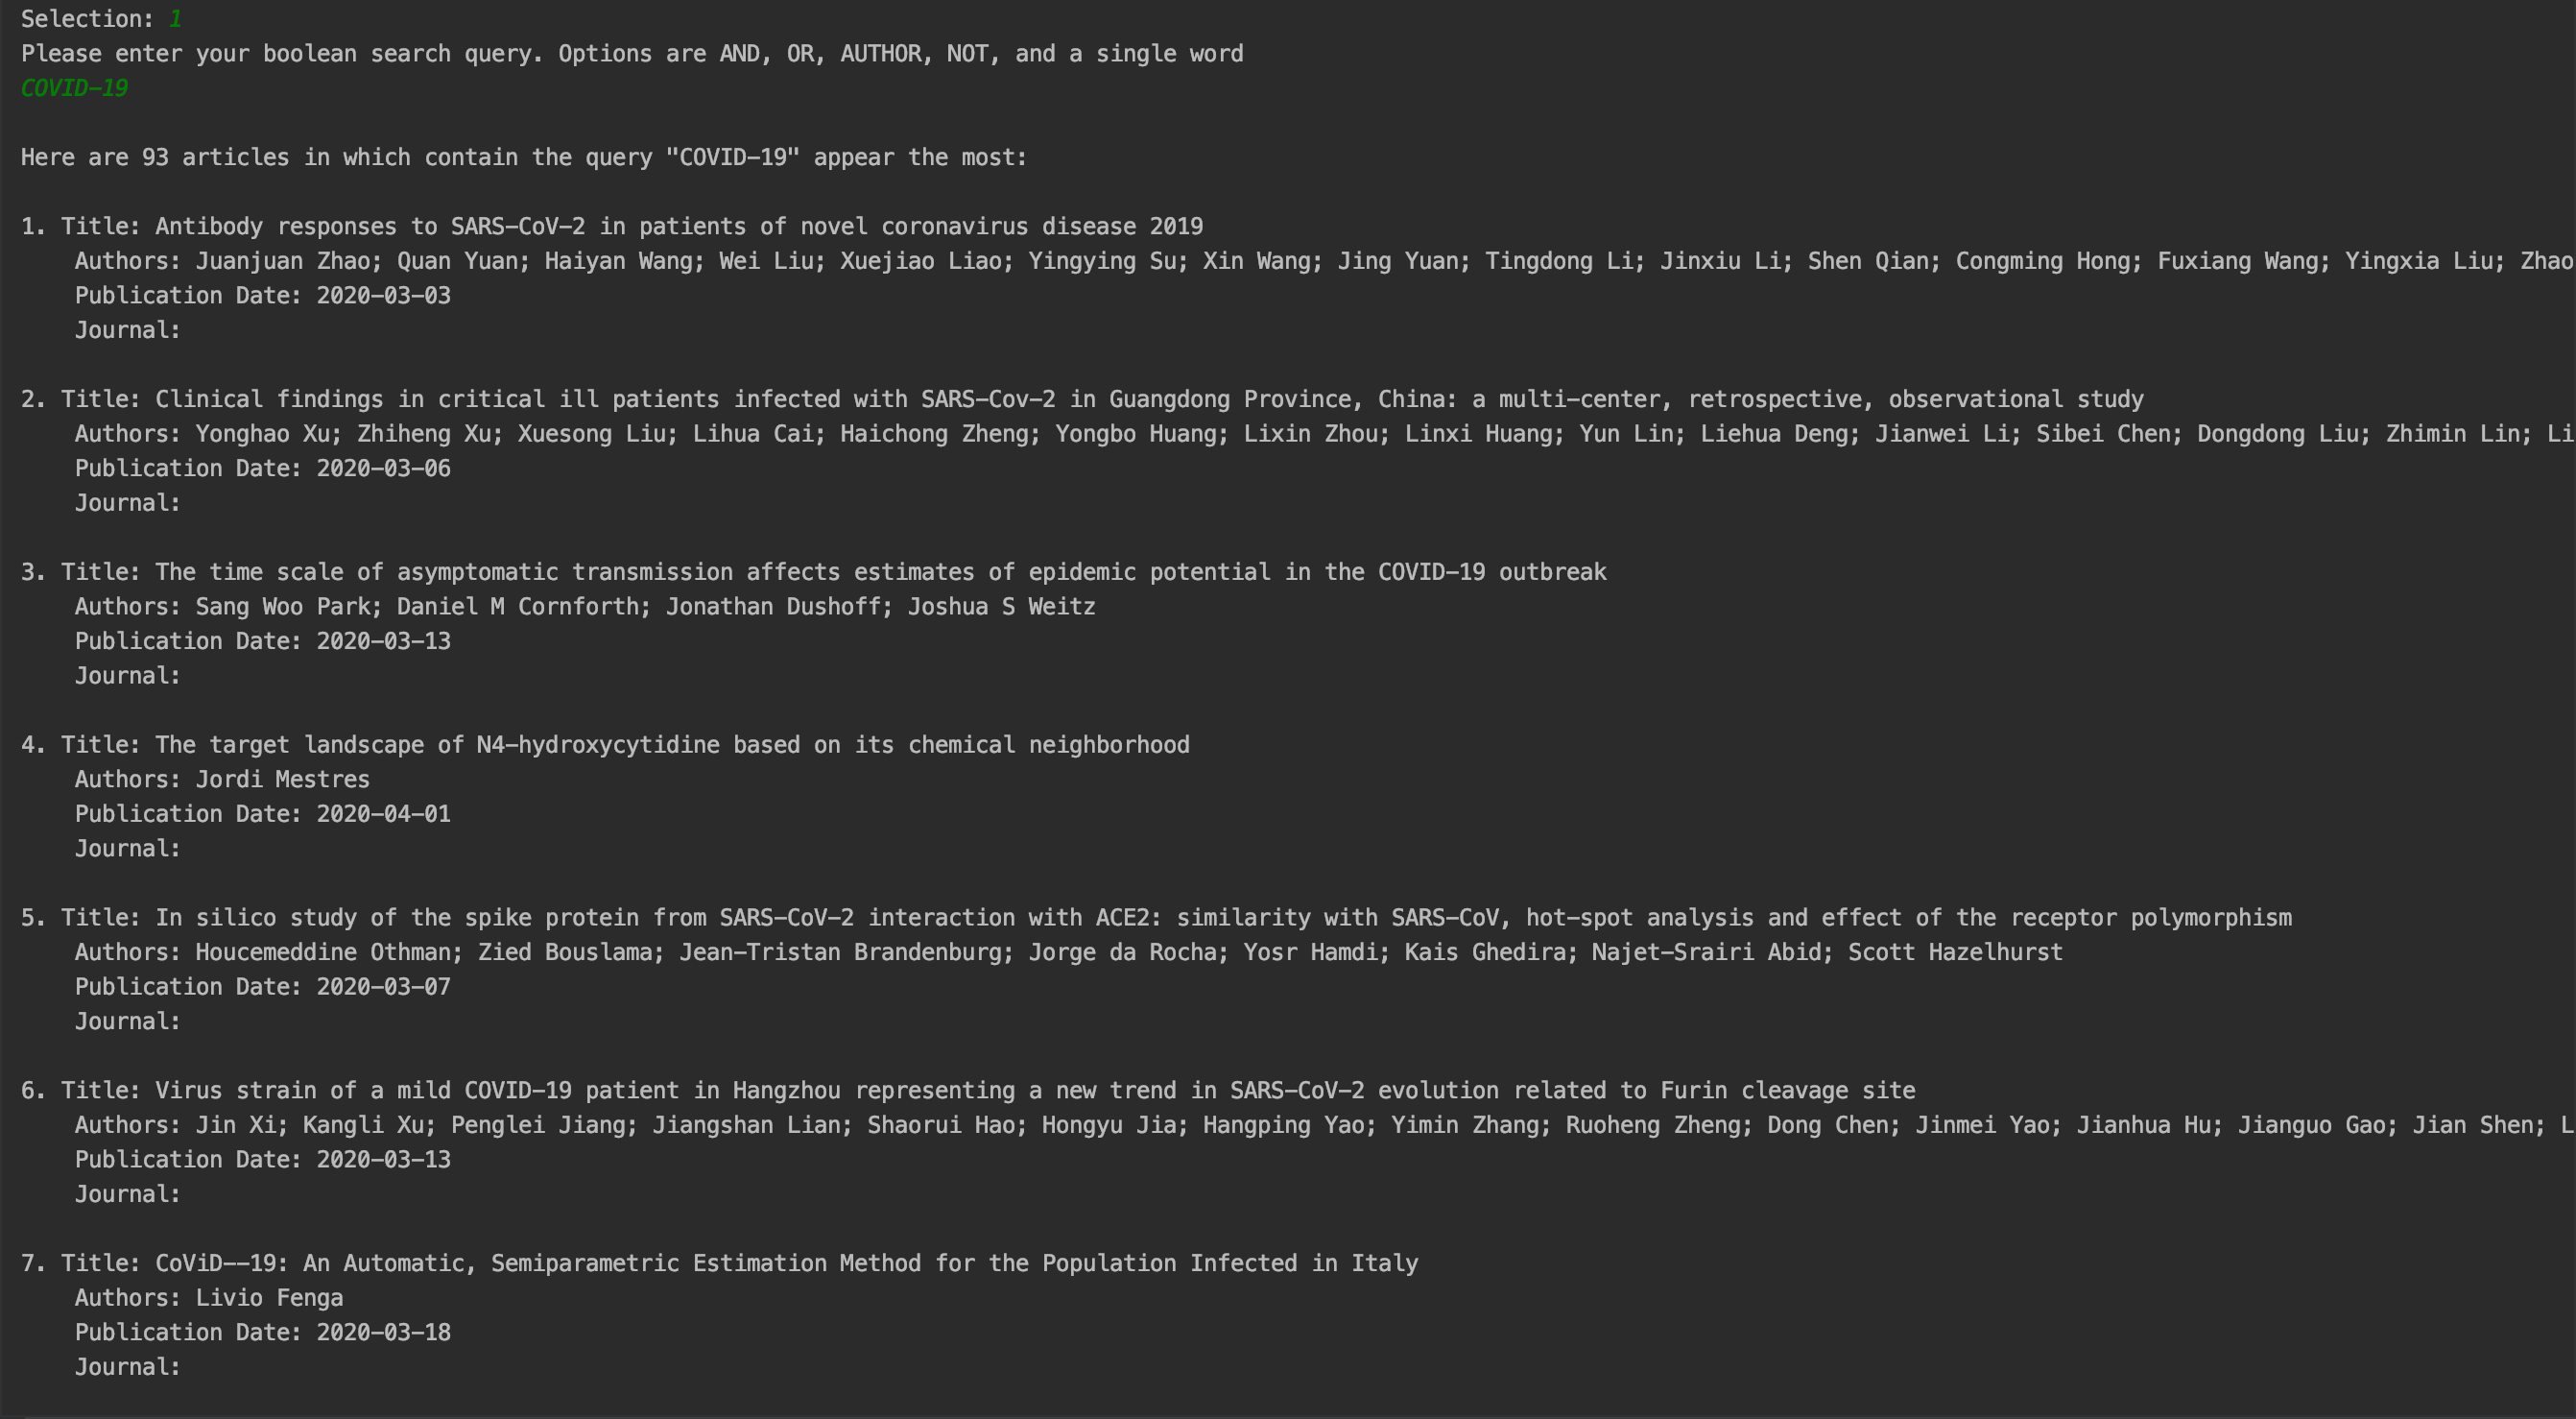 Selection: 1
Please enter your boolean search query. Options are AND, OR, AUTHOR, NOT, and a single word
COVID-19
Here are 93 articles in which contain the query "COVID-19" appear the most:
1. Title: Antibody responses to SARS-CoV-2 in patients of novel coronavirus disease 2019
Authors: Juanjuan Zhao; Quan Yuan; Haiyan Wang; Wei Liu; Xuejiao Liao; Yingying Su; Xin Wang; Jing Yuan; Tingdong Li; Jinxiu Li; Shen Qian; Congming Hong; Fuxiang Wang; Yingxia Liu; Zhao
Publication Date: 2020-03-03
Journal:
2. Title: Clinical findings in critical ill patients infected with SARS-Cov-2 in Guangdong Province, China: a multi-center, retrospective, observational study
Authors: Yonghao Xu; Zhiheng Xu; Xuesong Liu; Lihua Cai; Haichong Zheng; Yongbo Huang; Lixin Zhou; Linxi Huang; Yun Lin; Liehua Deng; Jianwei Li; Sibei Chen; Dongdong Liu; Zhimin Lin; Li
Publication Date: 2020-03-06
Journal:
3. Title: The time scale of asymptomatic transmission affects estimates of epidemic potential in the COVID-19 outbreak
Authors: Sang Woo Park; Daniel M Cornforth; Jonathan Dushoff; Joshua S Weitz
Publication Date: 2020-03-13
Journal:
4. Title: The target landscape of N4-hydroxycytidine based on its chemical neighborhood
Authors: Jordi Mestres
Publication Date: 2020-04-01
Journal:
5. Title: In silico study of the spike protein from SARS-CoV-2 interaction with ACE2: similarity with SARS-CoV, hot-spot analysis and effect of the receptor polymorphism
Authors: Houcemeddine Othman; Zied Bouslama; Jean-Tristan Brandenburg; Jorge da Rocha; Yosr Hamdi; Kais Ghedira; Najet-Srairi Abid; Scott Hazelhurst
Publication Date: 2020-03-07
Journal:
6. Title: Virus strain of a mild COVID-19 patient in Hangzhou representing a new trend in SARS-CoV-2 evolution related to Furin cleavage site
Authors: Jin Xi; Kangli Xu; Penglei Jiang; Jiangshan Lian; Shaorui Hao; Hongyu Jia; Hangping Yao; Yimin Zhang; Ruoheng Zheng; Dong Chen; Jinmei Yao; Jianhua Hu; Jianguo Gao; Jian Shen; L
Publication Date: 2020-03-13
Journal:
7. Title: CoViD--19: An Automatic, Semiparametric Estimation Method for the Population Infected in Italy
Authors: Livio Fenga
Publication Date: 2020-03-18
Journal: